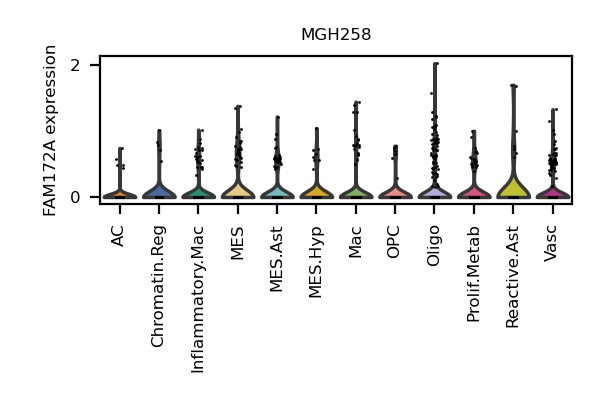 MGH258
FAM172A expression
2
0
AC
Chromatin.Reg
Inflammatory.Mac
MES
MES.Ast
MES.Hyp
Mac
OPC
Oligo
Prolif.Metab
Reactive.Ast
Vasc